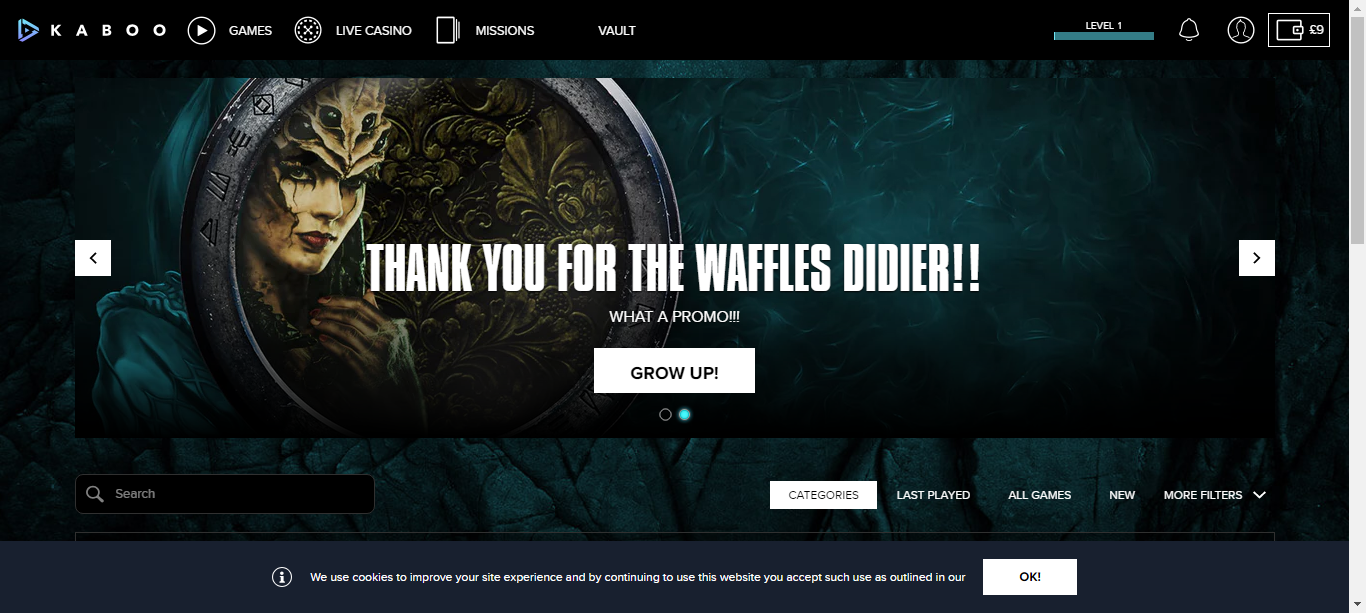 KABOO
GAMES
LIVE CASINO
MISSIONS
VAULT
LEVEL 1
£9
THANK YOU FOR THE WAFFLES DIDIER!!
WHAT A PROMO!!!
GROW UP!
Search
CATEGORIES
LAST PLAYED
ALL GAMES
NEW
MORE FILTERS
We use cookies to improve your site experience and by continuing to use this website you accept such use as outlined in our
OK!